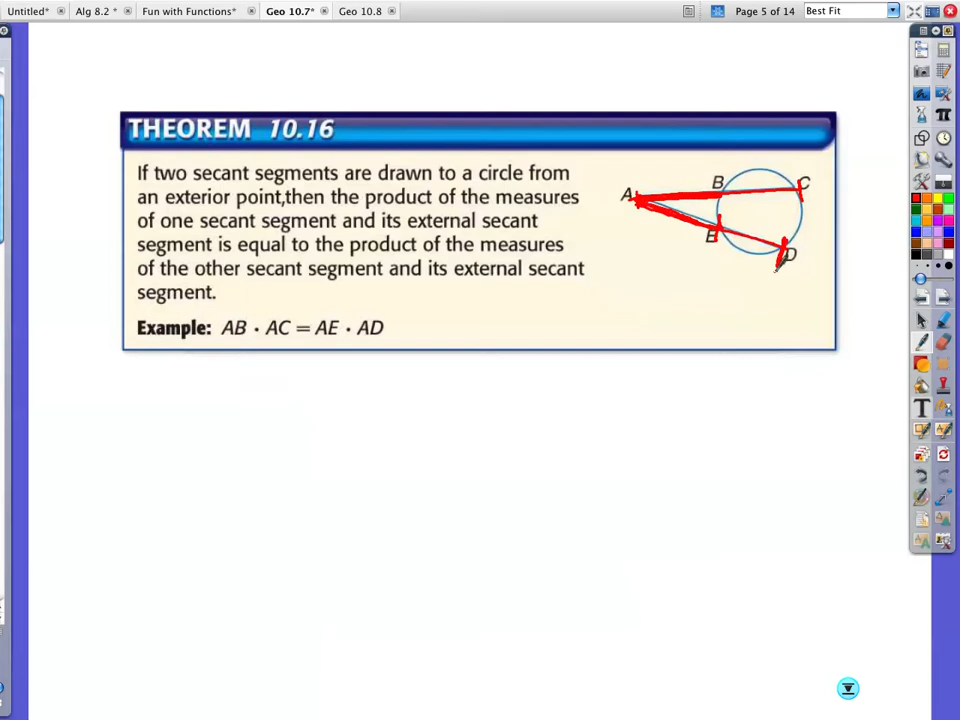 Untitled*
Alg 8.2 *
Fun with Functions*
Geo 10.7*
Geo 10.8
Page 5 of 14
Best Fit
THEOREM 10.16
If two secant segments are drawn to a circle from
an exterior point,then the product of the measures
of one secant segment and its external secant
segment is equal to the product of the measures
of the other secant segment and its external secant
segment.
Example: AB · AC = AE · AD
A
B
C
E
D
π
T
A
A